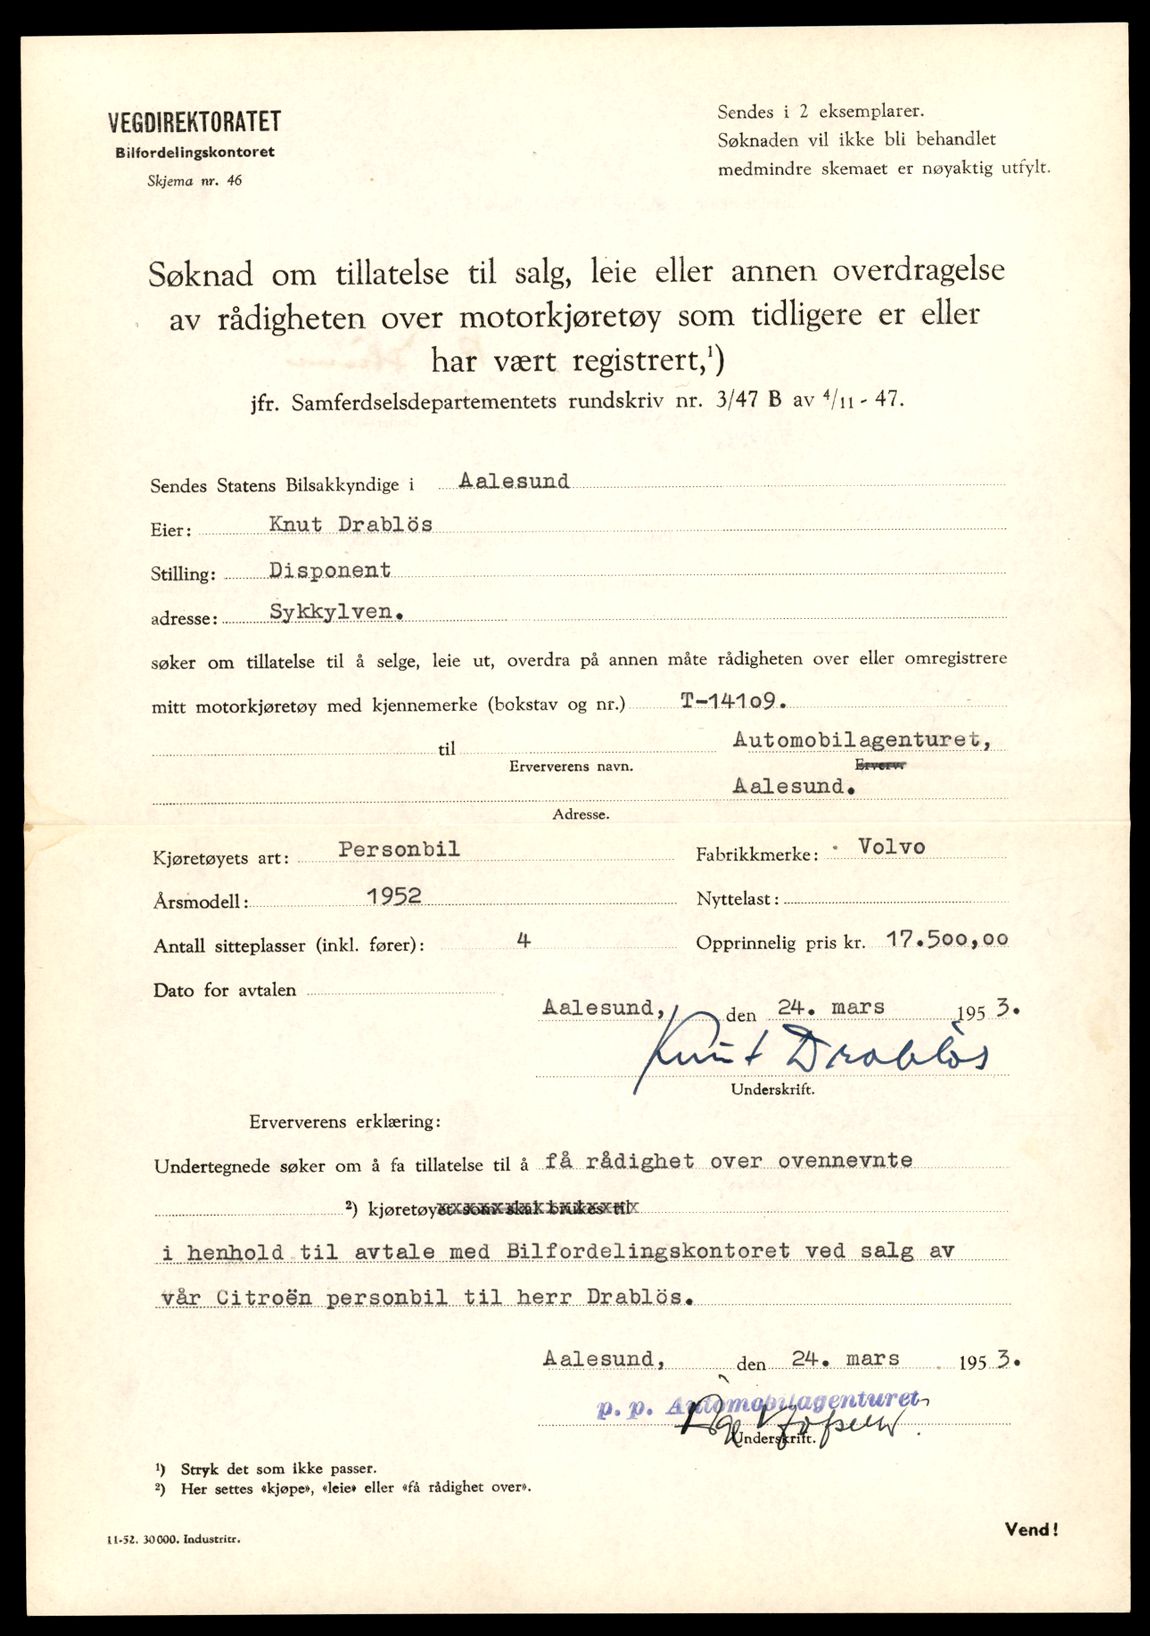 VEGDIREKTORATET
Bilfordelingskontoret
Skjema nr. 46
Sendes i 2 eksemplarer.
Søknaden vil ikke bli behandlet
medmindre skemaet er nøyaktig utfylt.
Søknad om tillatelse til salg, leie eller annen overdragelse
av rådigheten over motorkjøretøy som tidligere er eller
har vært registrert,¹)
jfr. Samferdselsdepartementets rundskriv nr. 3/47 B av 4/11 - 47.
Sendes Statens Bilsakkyndige i Aalesund
Eier: Knut Drablös
Stilling: Disponent
adresse: Sykkylven.
søker om tillatelse til å selge, leie ut, overdra på annen måte rådigheten over eller omregistrere
mitt motorkjøretøy med kjennemerke (bokstav og nr.) T-14109.
til Automobilagenturet,
Erververens navn. Erverv
Aalesund.
Adresse.
Kjøretøyets art: Personbil Fabrikkmerke: Volvo
Årsmodell: 1952 Nyttelast:
Antall sitteplasser (inkl. fører): 4 Opprinnelig pris kr. 17.500,00
Dato for avtalen
Aalesund, den 24. mars 1953.
Knut Drablös
Underskrift.
Erververens erklæring:
Undertegnede søker om å fa tillatelse til å få rådighet over ovennevnte
²) kjøretøyet som skal brukes til
i henhold til avtale med Bilfordelingskontoret ved salg av
vår Citroën personbil til herr Drablös.
Aalesund, den 24. mars 1953.
p. p. Automobilagenturet
Underskrift.
¹) Stryk det som ikke passer.
²) Her settes «kjøpe», «leie» eller «få rådighet over».
11-52. 30000. Industritr.
Vend!